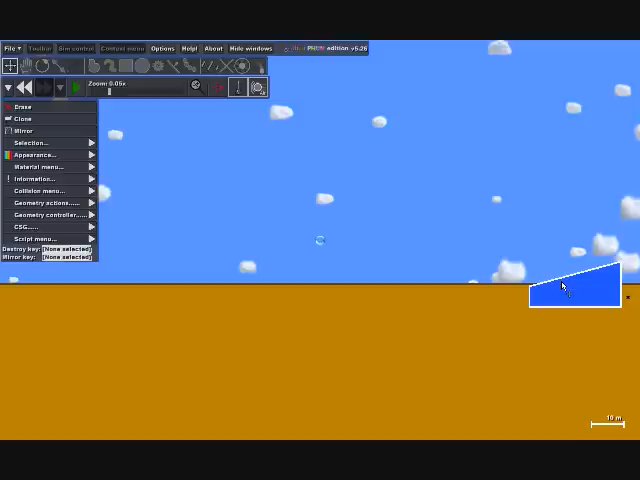 File Toolbar Sim control Context menu Options Help! About Hide windows Phun edition v5.26
Zoom: 0.05x
Erase
Clone
Mirror
Selection...
Appearance...
Material menu...
! Information...
Collision menu...
Geometry actions......
Geometry controller......
CSG.....
Script menu...
Destroy key: [None selected]
Mirror key: [None selected]
10 m